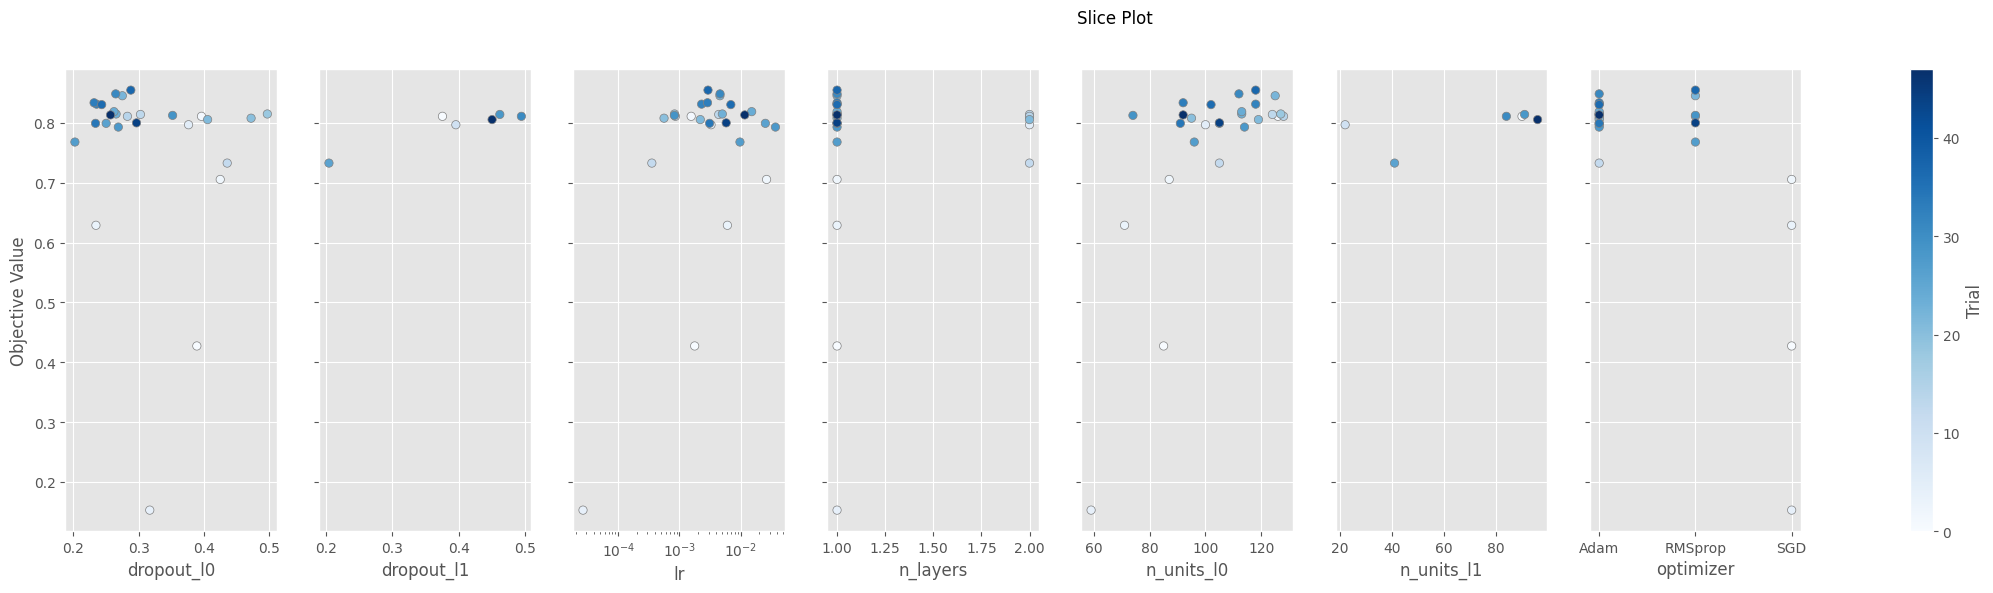 Slice Plot
Objective Value
0.8
0.7
0.6
0.5
0.4
0.3
0.2
0.2 0.3 0.4 0.5
dropout_l0
0.2 0.3 0.4 0.5
dropout_l1
10⁻⁴ 10⁻³ 10⁻²
lr
1.00 1.25 1.50 1.75 2.00
n_layers
60 80 100 120
n_units_l0
20 40 60 80
n_units_l1
Adam RMSprop SGD
optimizer
40
30
20
10
0
Trial